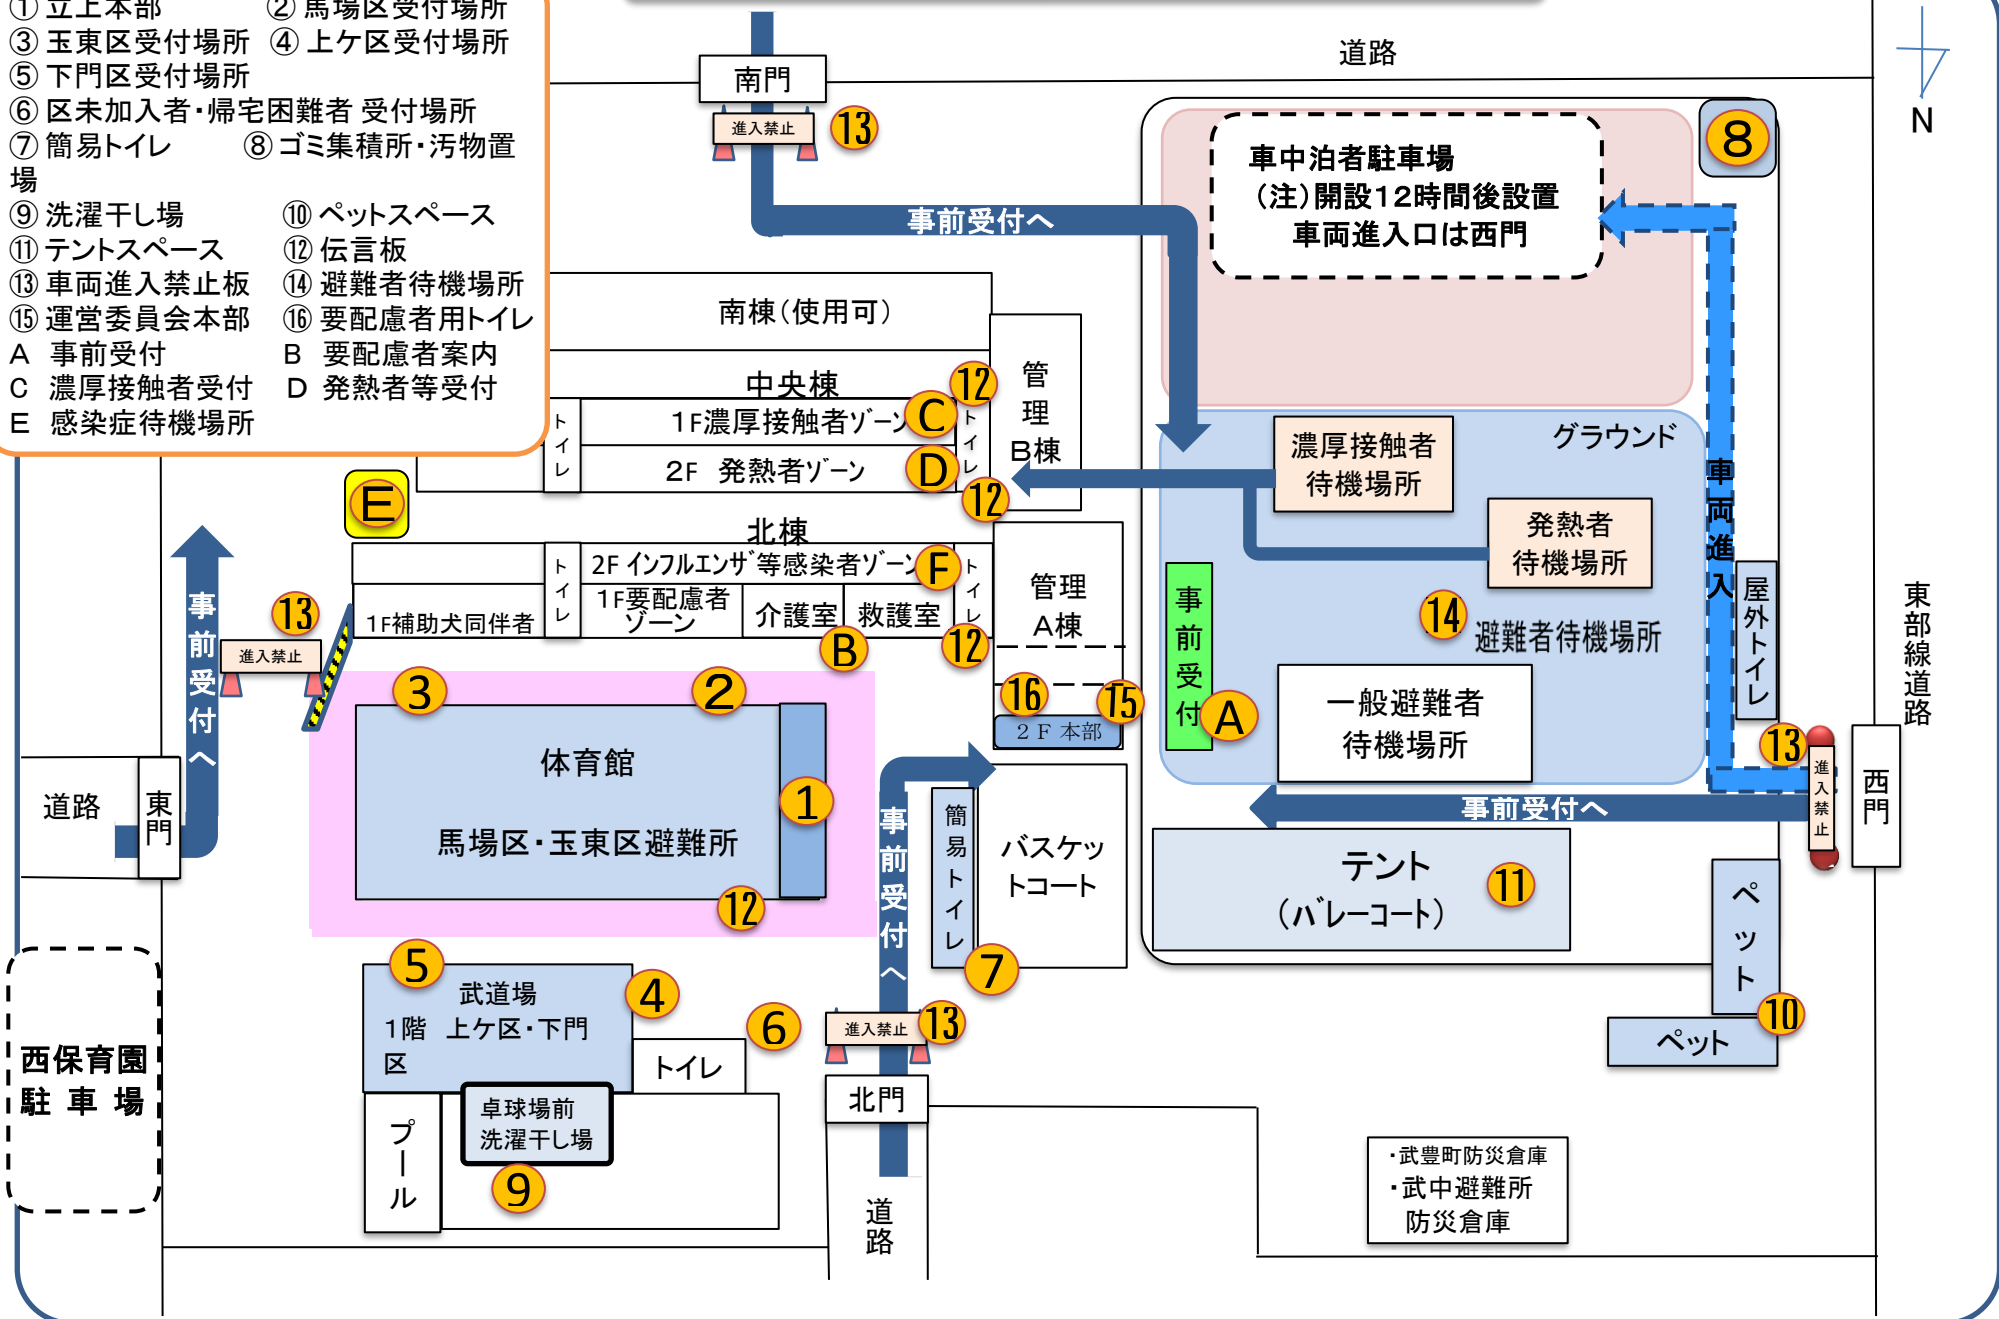 ① 立上本部 ② 馬場区受付場所
③ 玉東区受付場所 ④ 上ケ区受付場所
⑤ 下門区受付場所
⑥ 区未加入者・帰宅困難者 受付場所
⑦ 簡易トイレ ⑧ ゴミ集積所・汚物置
場
⑨ 洗濯干し場 ⑩ ペットスペース
⑪ テントスペース ⑫ 伝言板
⑬ 車両進入禁止板 ⑭ 避難者待機場所
⑮ 運営委員会本部 ⑯ 要配慮者用トイレ
A 事前受付 B 要配慮者案内
C 濃厚接触者受付 D 発熱者等受付
E 感染症待機場所
道路
N
南門
進入禁止
13
事前受付へ
車中泊者駐車場
(注)開設12時間後設置
車両進入口は西門
8
南棟(使用可)
中央棟
12
トイレ
1F濃厚接触者ゾーン
C
トイレ
2F 発熱者ゾーン
D
12
管理
B棟
E
北棟
トイレ
2F インフルエンザ等感染者ゾーン
F
トイレ
1F補助犬同伴者
1F要配慮者
ゾーン
介護室
救護室
B
12
管理
A棟
16
15
2F 本部
グラウンド
濃厚接触者
待機場所
発熱者
待機場所
車両進入
事前受付
A
14
避難者待機場所
一般避難者
待機場所
屋外トイレ
東部線道路
13
進入禁止
西門
事前受付へ
テント
(バレーコート)
11
ペット
10
ペット
事前受付へ
13
進入禁止
道路
東門
3
2
体育館
馬場区・玉東区避難所
1
12
事前受付へ
簡易トイレ
7
バスケッ
トコート
5
武道場
1階 上ケ区・下門
区
4
6
トイレ
進入禁止
13
北門
道路
プール
卓球場前
洗濯干し場
9
西保育園
駐車場
・武豊町防災倉庫
・武中避難所
防災倉庫